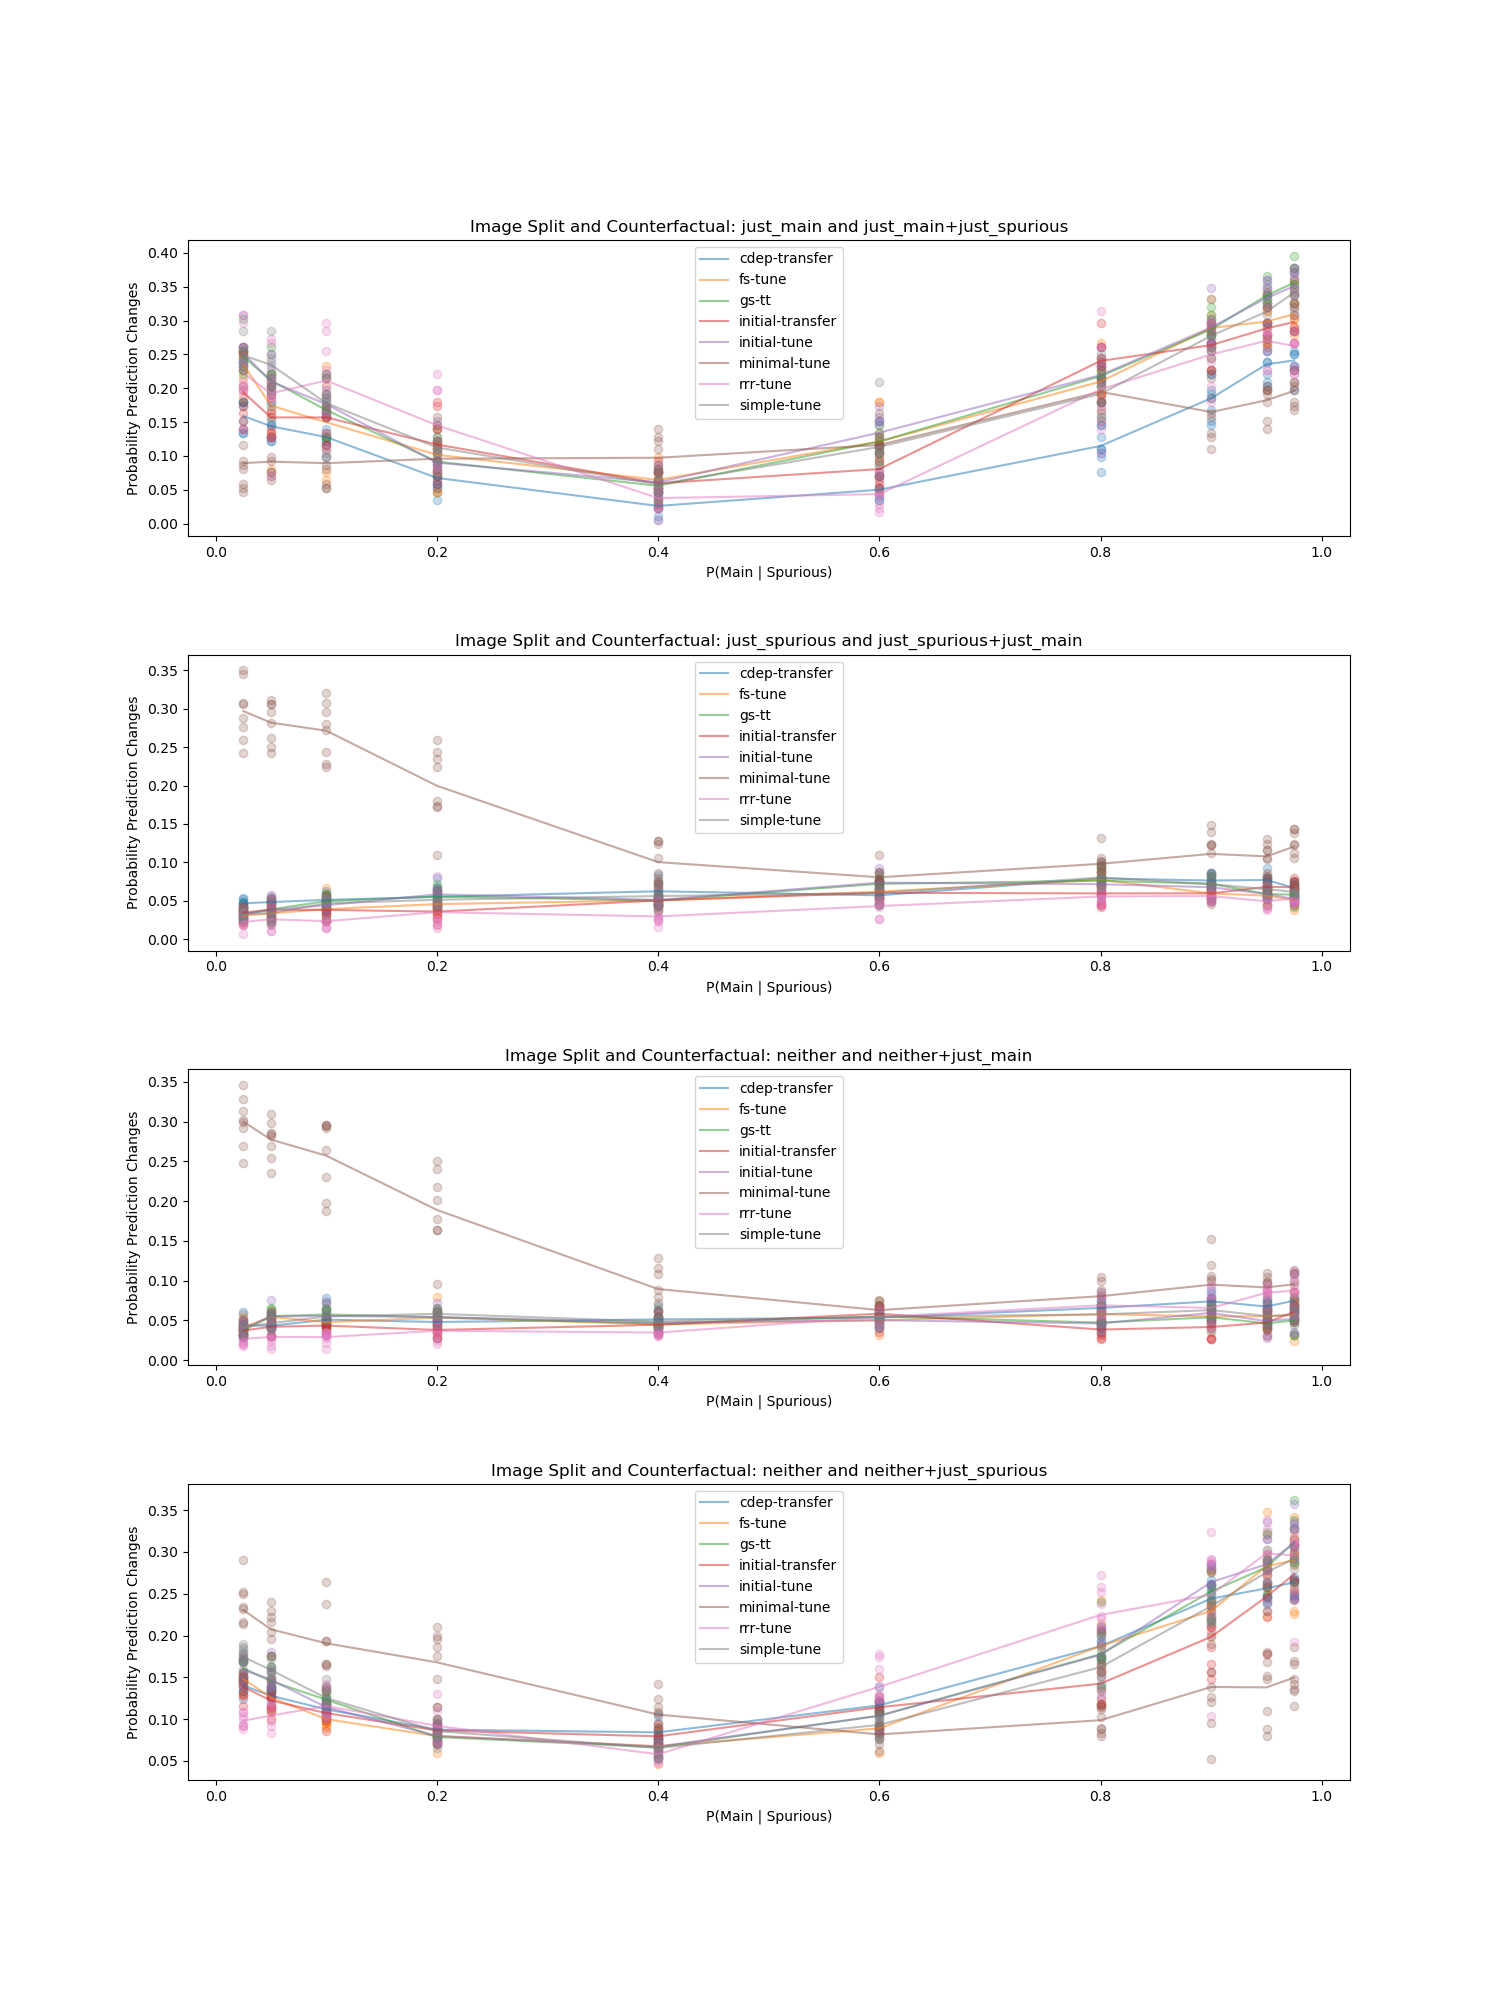 Image Split and Counterfactual: just_main and just_main+just_spurious
Probability Prediction Changes
0.40
0.35
0.30
0.25
0.20
0.15
0.10
0.05
0.00
cdep-transfer
fs-tune
gs-tt
initial-transfer
initial-tune
minimal-tune
rrr-tune
simple-tune
0.0 0.2 0.4 0.6 0.8 1.0
P(Main | Spurious)
Image Split and Counterfactual: just_spurious and just_spurious+just_main
Probability Prediction Changes
0.35
0.30
0.25
0.20
0.15
0.10
0.05
0.00
cdep-transfer
fs-tune
gs-tt
initial-transfer
initial-tune
minimal-tune
rrr-tune
simple-tune
0.0 0.2 0.4 0.6 0.8 1.0
P(Main | Spurious)
Image Split and Counterfactual: neither and neither+just_main
Probability Prediction Changes
0.35
0.30
0.25
0.20
0.15
0.10
0.05
0.00
cdep-transfer
fs-tune
gs-tt
initial-transfer
initial-tune
minimal-tune
rrr-tune
simple-tune
0.0 0.2 0.4 0.6 0.8 1.0
P(Main | Spurious)
Image Split and Counterfactual: neither and neither+just_spurious
Probability Prediction Changes
0.35
0.30
0.25
0.20
0.15
0.10
0.05
cdep-transfer
fs-tune
gs-tt
initial-transfer
initial-tune
minimal-tune
rrr-tune
simple-tune
0.0 0.2 0.4 0.6 0.8 1.0
P(Main | Spurious)